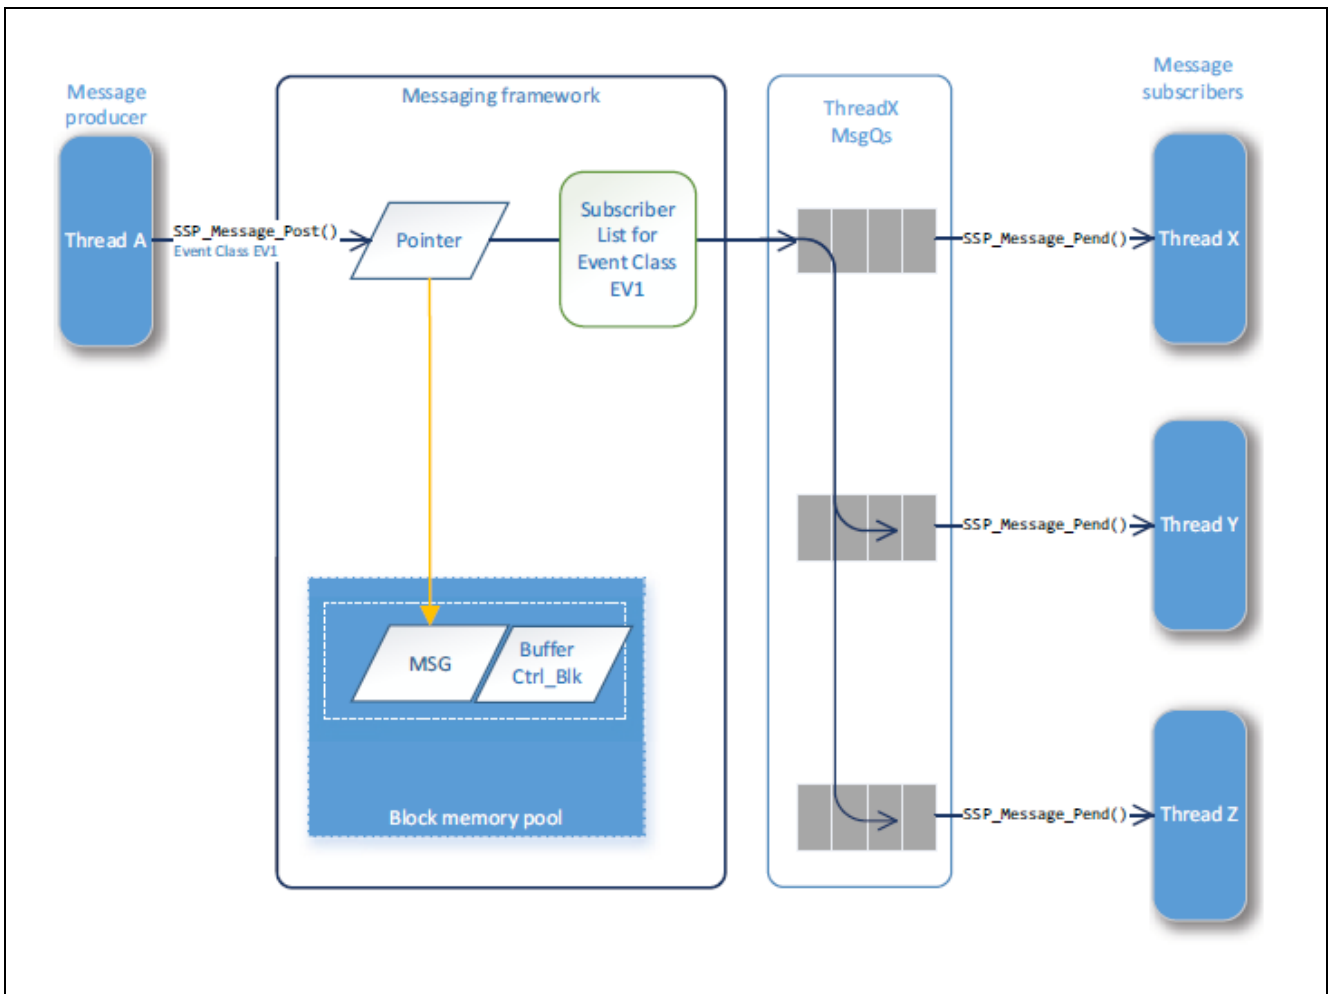 Message
producer
Thread A
SSP_Message_Post()
Event Class EV1
Messaging framework
Pointer
Subscriber
List for
Event Class
EV1
MSG
Buffer
Ctrl_Blk
Block memory pool
ThreadX
MsgQs
SSP_Message_Pend()
SSP_Message_Pend()
SSP_Message_Pend()
Message
subscribers
Thread X
Thread Y
Thread Z